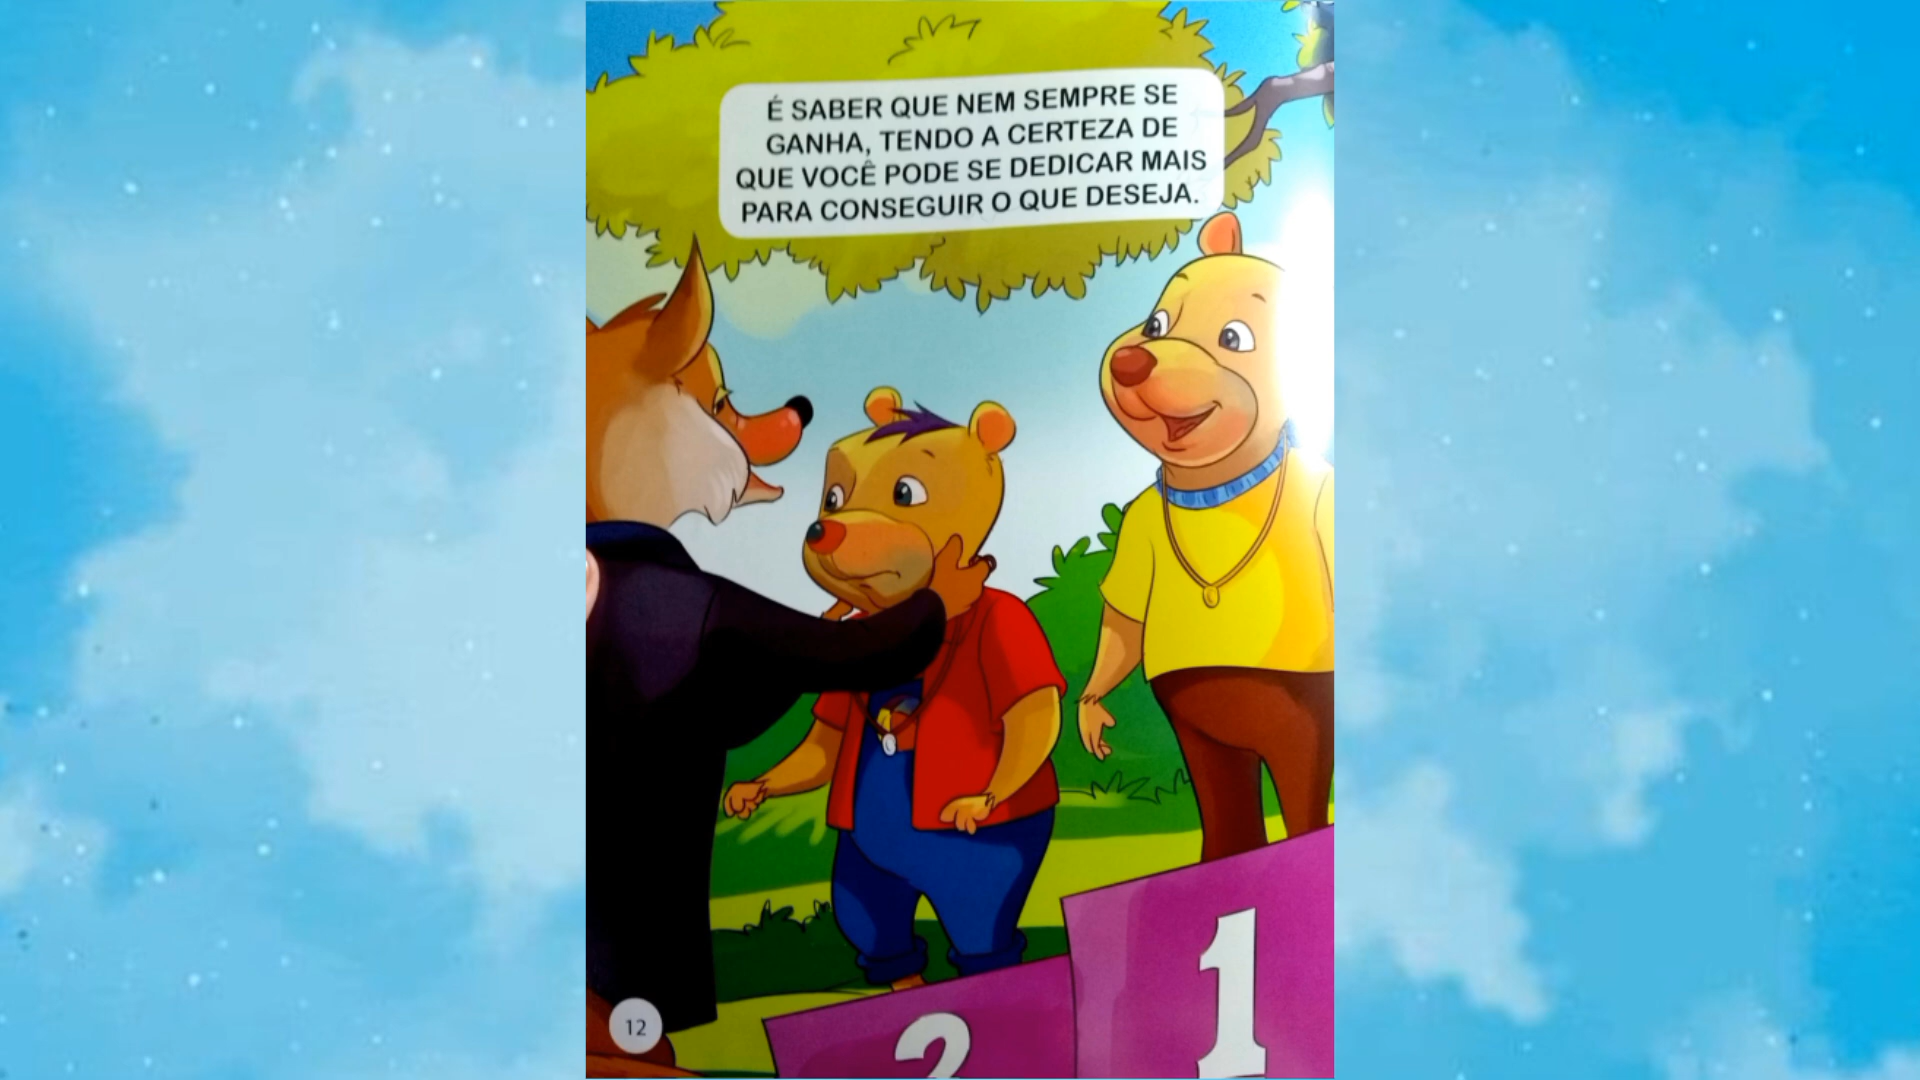 É SABER QUE NEM SEMPRE SE
GANHA, TENDO A CERTEZA DE
QUE VOCÊ PODE SE DEDICAR MAIS
PARA CONSEGUIR O QUE DESEJA.
1
2
12